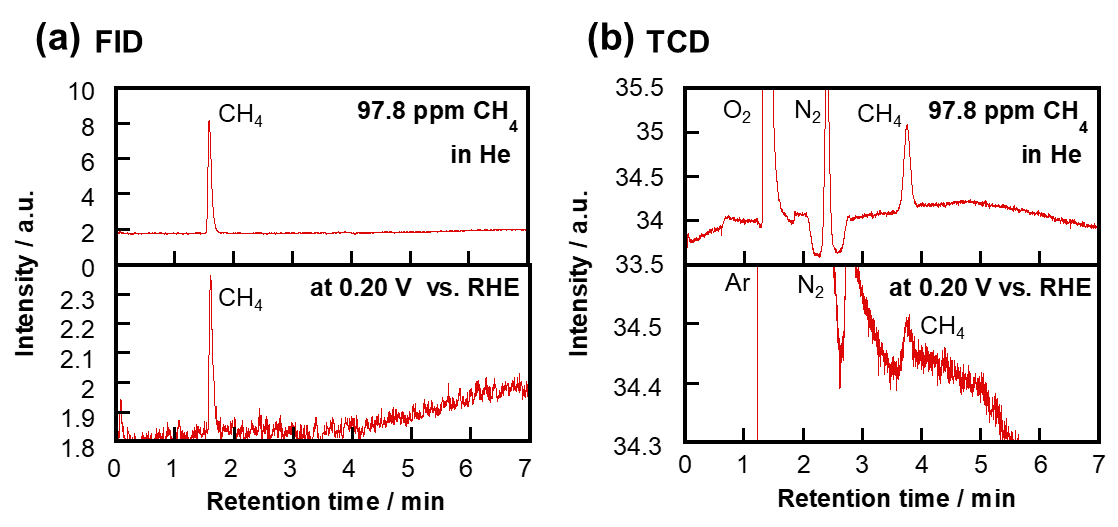 (a) FID
10
8
6
4
2
0
CH4
97.8 ppm CH4
in He
2.3
2.2
2.1
2
1.9
1.8
CH4
at 0.20 V vs. RHE
0 1 2 3 4 5 6 7
Retention time / min
Intensity / a.u.
(b) TCD
35.5
35
34.5
34
33.5
O2
N2
CH4
97.8 ppm CH4
in He
34.5
34.4
34.3
Ar
N2
at 0.20 V vs. RHE
CH4
0 1 2 3 4 5 6 7
Retention time / min
Intensity / a.u.